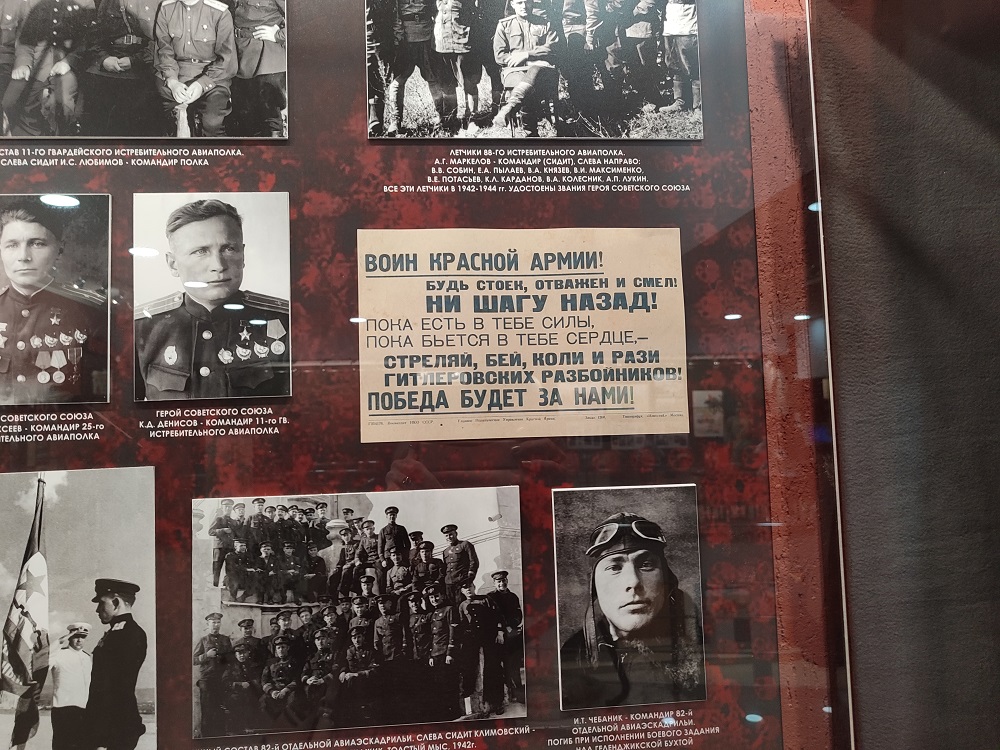 СТАВ 11-ГО ГВАРДЕЙСКОГО ИСТРЕБИТЕЛЬНОГО АВИАПОЛКА.
СЛЕВА СИДИТ И.С. ЛЮБИМОВ - КОМАНДИР ПОЛКА
ЛЕТЧИКИ 88-ГО ИСТРЕБИТЕЛЬНОГО АВИАПОЛКА.
А.Г. МАРКЕЛОВ - КОМАНДИР (СИДИТ), СЛЕВА НАПРАВО:
В.В. СОБИН, Е.А. ПЫЛАЕВ, В.А. КНЯЗЕВ, В.И. МАКСИМЕНКО,
В.Е. ПОТАСЬЕВ, К.Л. КАРДАНОВ, В.А. КОЛЕСНИК, А.П. ЛУКИН.
ВСЕ ЭТИ ЛЕТЧИКИ В 1942-1944 гг. УДОСТОЕНЫ ЗВАНИЯ ГЕРОЯ СОВЕТСКОГО СОЮЗА
ВОИН КРАСНОЙ АРМИИ!
БУДЬ СТОЕК, ОТВАЖЕН И СМЕЛ!
НИ ШАГУ НАЗАД!
ПОКА ЕСТЬ В ТЕБЕ СИЛЫ,
ПОКА БЬЕТСЯ В ТЕБЕ СЕРДЦЕ,—
СТРЕЛЯЙ, БЕЙ, КОЛИ И РАЗИ
ГИТЛЕРОВСКИХ РАЗБОЙНИКОВ!
ПОБЕДА БУДЕТ ЗА НАМИ!
СОВЕТСКОГО СОЮЗА
СЕЕВ - КОМАНДИР 25-го
ИТЕЛЬНОГО АВИАПОЛКА
ГЕРОЙ СОВЕТСКОГО СОЮЗА
К.Д. ДЕНИСОВ - КОМАНДИР 11-го ГВ.
ИСТРЕБИТЕЛЬНОГО АВИАПОЛКА
СОСТАВ 82-й ОТДЕЛЬНОЙ АВИАЭСКАДРИЛЬИ. СЛЕВА СИДИТ КЛИМОВСКИЙ -
ТОЛСТЫЙ МЫС, 1942г.
И.Т. ЧЕБАНИК - КОМАНДИР 82-й
ОТДЕЛЬНОЙ АВИАЭСКАДРИЛЬИ.
ПОГИБ ПРИ ИСПОЛНЕНИИ БОЕВОГО ЗАДАНИЯ
НАД ГЕЛЕНДЖИКСКОЙ БУХТОЙ